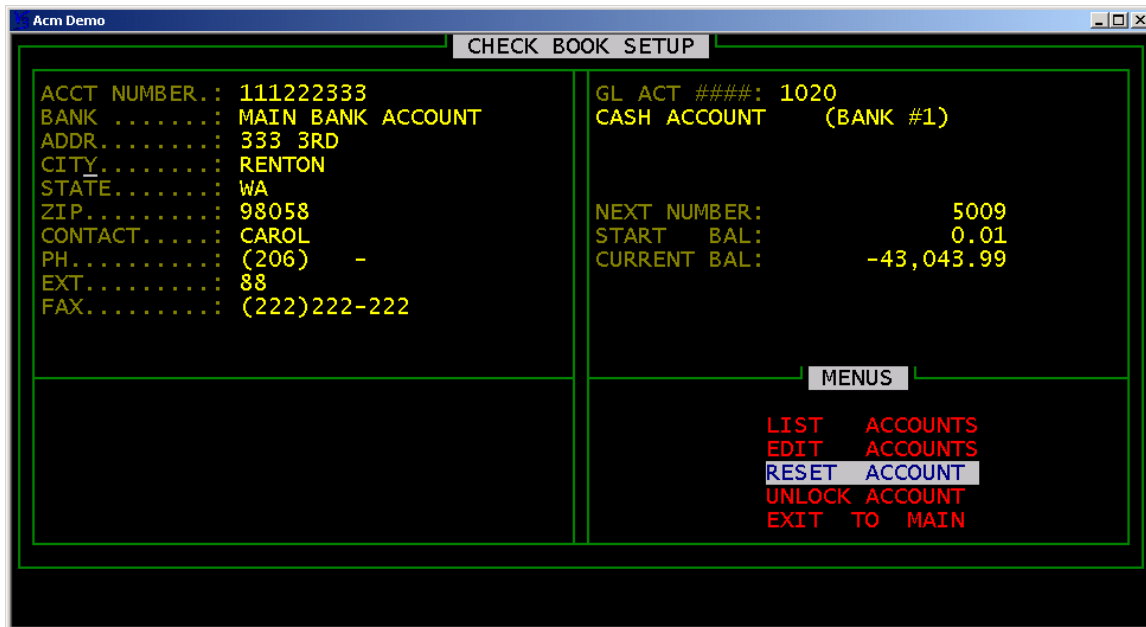 Acm Demo
CHECK BOOK SETUP
ACCT NUMBER.: 111222333
BANK .......: MAIN BANK ACCOUNT
ADDR........: 333 3RD
CITY........: RENTON
STATE.......: WA
ZIP.........: 98058
CONTACT.....: CAROL
PH..........: (206)   -
EXT.........: 88
FAX.........: (222)222-222
GL ACT ####: 1020
CASH ACCOUNT    (BANK #1)
NEXT NUMBER: 5009
START   BAL: 0.01
CURRENT BAL: -43,043.99
MENUS
LIST   ACCOUNTS
EDIT   ACCOUNTS
RESET  ACCOUNT
UNLOCK ACCOUNT
EXIT  TO  MAIN